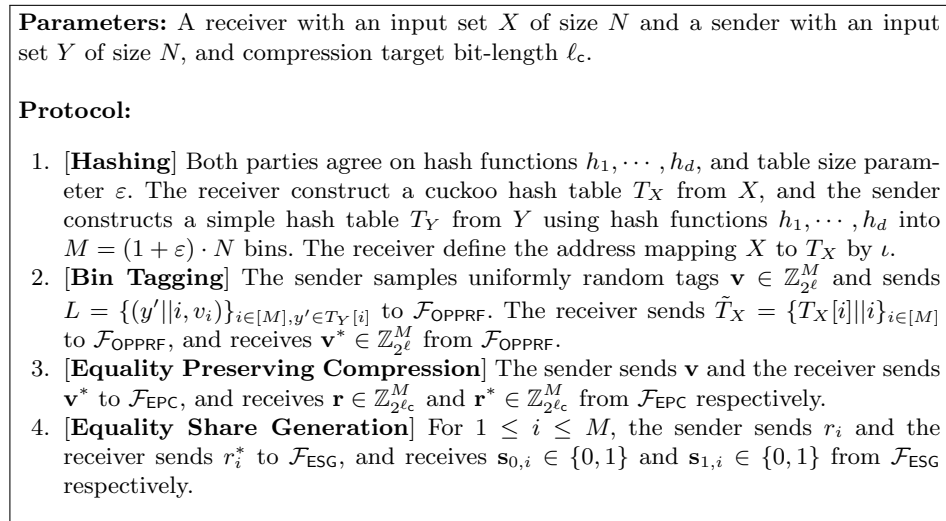 Parameters: A receiver with an input set X of size N and a sender with an input
set Y of size N, and compression target bit-length ℓ_c.
Protocol:
1. [Hashing] Both parties agree on hash functions h_1, ⋯ , h_d, and table size param-
eter ε. The receiver construct a cuckoo hash table T_X from X, and the sender
constructs a simple hash table T_Y from Y using hash functions h_1, ⋯ , h_d into
M = (1 + ε) · N bins. The receiver define the address mapping X to T_X by ι.
2. [Bin Tagging] The sender samples uniformly random tags v ∈ ℤ_{2^ℓ}^M and sends
L = {(y′||i, v_i)}_{i∈[M],y′∈T_Y[i]} to F_OPPRF. The receiver sends T̃_X = {T_X[i]||i}_{i∈[M]}
to F_OPPRF, and receives v* ∈ ℤ_{2^ℓ}^M from F_OPPRF.
3. [Equality Preserving Compression] The sender sends v and the receiver sends
v* to F_EPC, and receives r ∈ ℤ_{2^{ℓ_c}}^M and r* ∈ ℤ_{2^{ℓ_c}}^M from F_EPC respectively.
4. [Equality Share Generation] For 1 ≤ i ≤ M, the sender sends r_i and the
receiver sends r_i^* to F_ESG, and receives s_{0,i} ∈ {0, 1} and s_{1,i} ∈ {0, 1} from F_ESG
respectively.